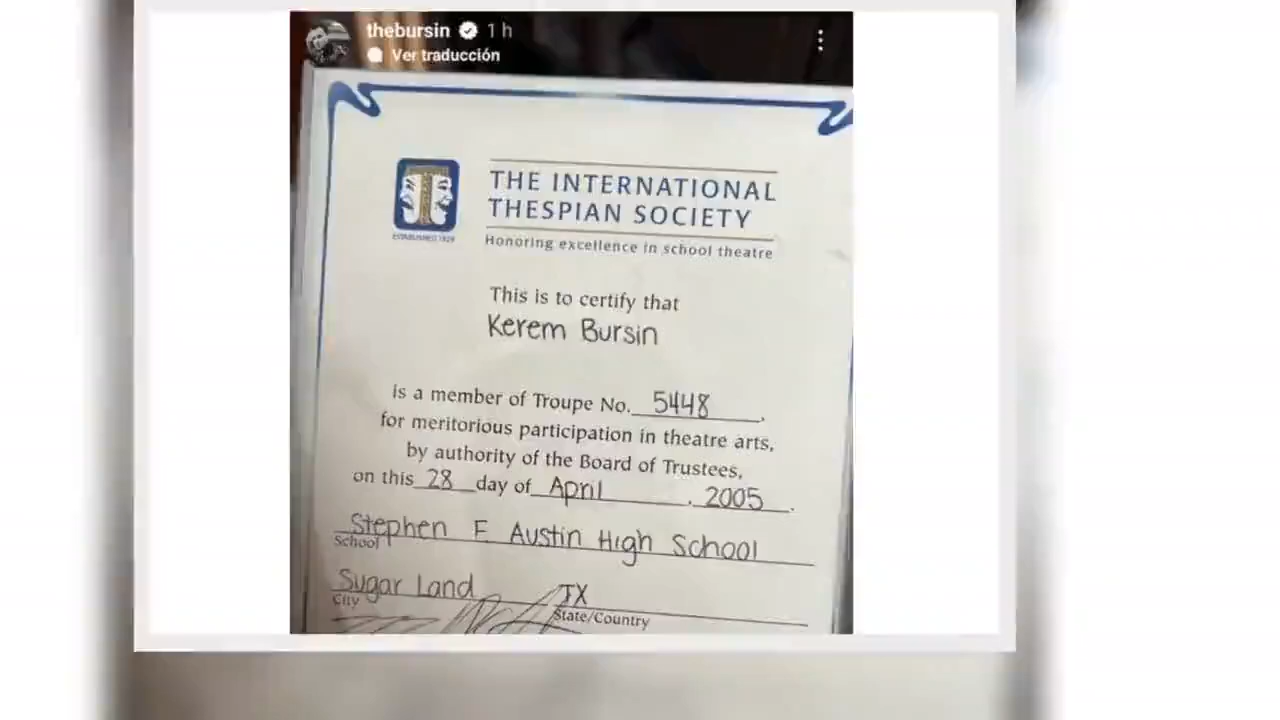 thebursin 1 h
Ver traducción
THE INTERNATIONAL
THESPIAN SOCIETY
ESTABLISHED 1929
Honoring excellence in school theatre
This is to certify that
Kerem Bursin
is a member of Troupe No. 5448.
for meritorious participation in theatre arts,
by authority of the Board of Trustees,
on this 28 day of April, 2005.
Stephen F. Austin High School
School
Sugar Land TX
City State/Country